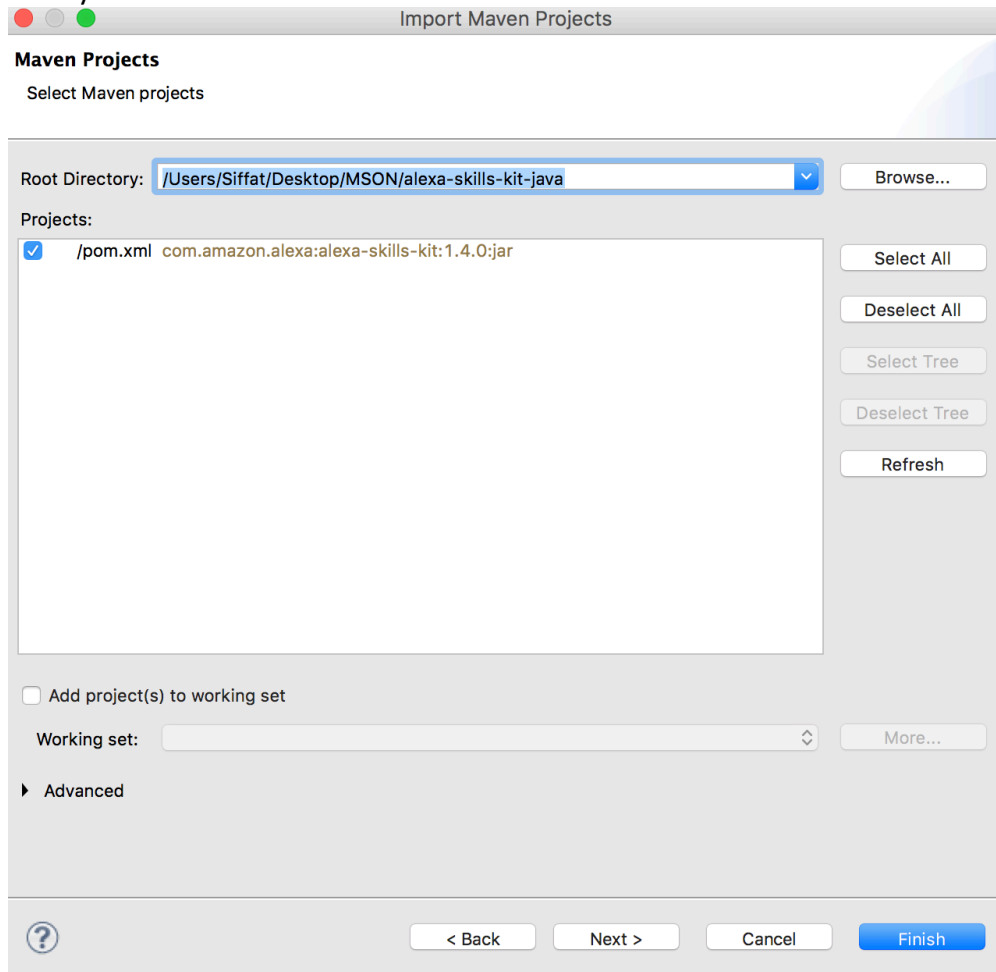 Import Maven Projects
Maven Projects
Select Maven projects
Root Directory: /Users/Siffat/Desktop/MSON/alexa-skills-kit-java Browse...
Projects:
/pom.xml com.amazon.alexa:alexa-skills-kit:1.4.0:jar
Select All
Deselect All
Select Tree
Deselect Tree
Refresh
Add project(s) to working set
Working set: More...
Advanced
? < Back Next > Cancel Finish